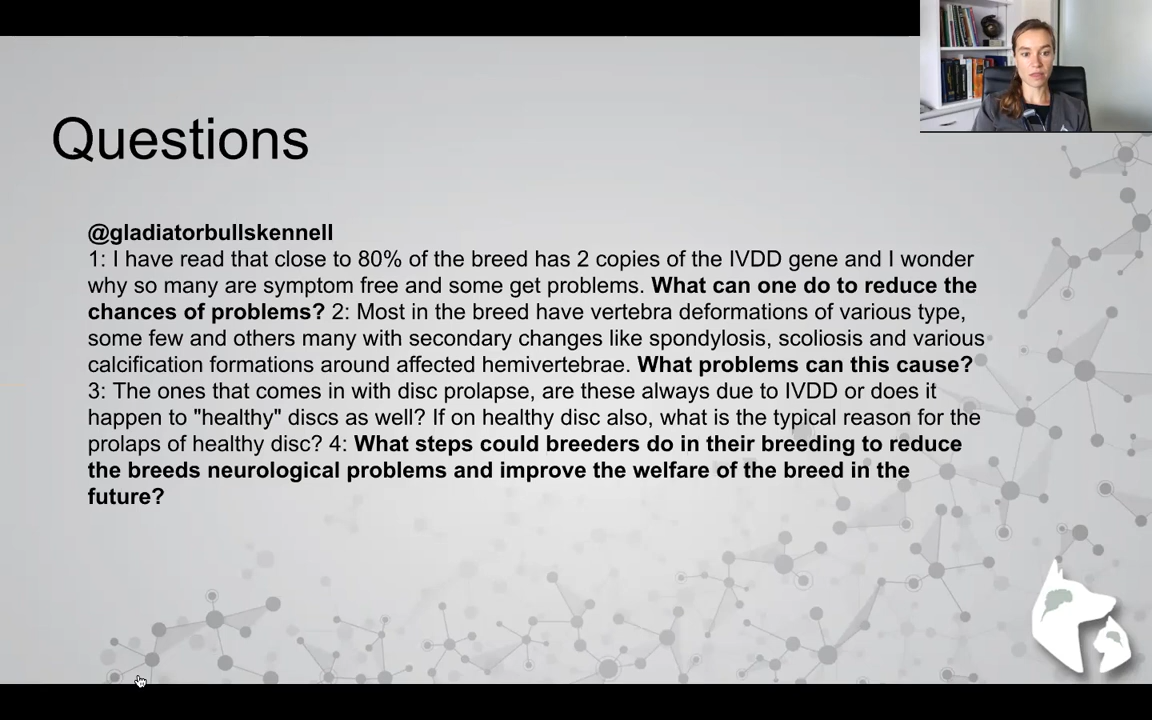 Questions
@gladiatorbullskennell
1: I have read that close to 80% of the breed has 2 copies of the IVDD gene and I wonder
why so many are symptom free and some get problems. What can one do to reduce the
chances of problems? 2: Most in the breed have vertebra deformations of various type,
some few and others many with secondary changes like spondylosis, scoliosis and various
calcification formations around affected hemivertebrae. What problems can this cause?
3: The ones that comes in with disc prolapse, are these always due to IVDD or does it
happen to "healthy" discs as well? If on healthy disc also, what is the typical reason for the
prolaps of healthy disc? 4: What steps could breeders do in their breeding to reduce
the breeds neurological problems and improve the welfare of the breed in the
future?